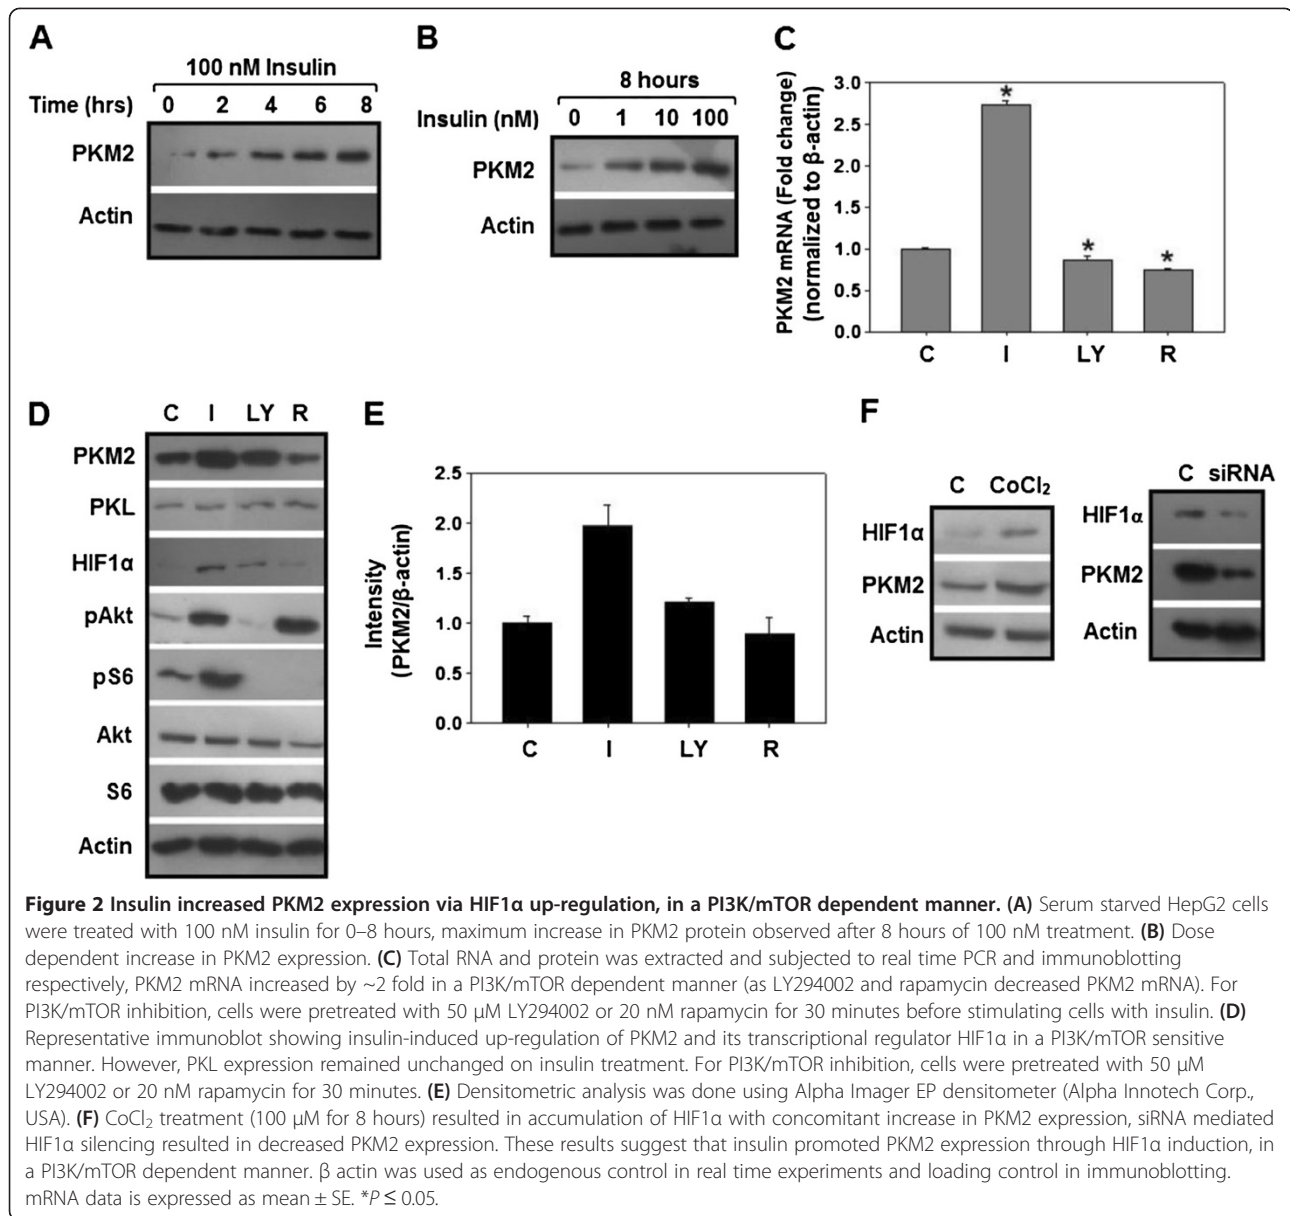 A
100 nM Insulin
Time (hrs) 0 2 4 6 8
PKM2
Actin
B
8 hours
Insulin (nM) 0 1 10 100
PKM2
Actin
C
PKM2 mRNA (Fold change)
(normalized to β-actin)
3.0
2.5
2.0
1.5
1.0
0.5
0.0
*
*
*
C I LY R
D
C I LY R
PKM2
PKL
HIF1α
pAkt
pS6
Akt
S6
Actin
E
Intensity
(PKM2/β-actin)
2.5
2.0
1.5
1.0
0.5
0.0
C I LY R
F
C CoCl₂
HIF1α
PKM2
Actin
C siRNA
HIF1α
PKM2
Actin
Figure 2 Insulin increased PKM2 expression via HIF1α up-regulation, in a PI3K/mTOR dependent manner. (A) Serum starved HepG2 cells
were treated with 100 nM insulin for 0–8 hours, maximum increase in PKM2 protein observed after 8 hours of 100 nM treatment. (B) Dose
dependent increase in PKM2 expression. (C) Total RNA and protein was extracted and subjected to real time PCR and immunoblotting
respectively, PKM2 mRNA increased by ~2 fold in a PI3K/mTOR dependent manner (as LY294002 and rapamycin decreased PKM2 mRNA). For
PI3K/mTOR inhibition, cells were pretreated with 50 μM LY294002 or 20 nM rapamycin for 30 minutes before stimulating cells with insulin. (D)
Representative immunoblot showing insulin-induced up-regulation of PKM2 and its transcriptional regulator HIF1α in a PI3K/mTOR sensitive
manner. However, PKL expression remained unchanged on insulin treatment. For PI3K/mTOR inhibition, cells were pretreated with 50 μM
LY294002 or 20 nM rapamycin for 30 minutes. (E) Densitometric analysis was done using Alpha Imager EP densitometer (Alpha Innotech Corp.,
USA). (F) CoCl₂ treatment (100 μM for 8 hours) resulted in accumulation of HIF1α with concomitant increase in PKM2 expression, siRNA mediated
HIF1α silencing resulted in decreased PKM2 expression. These results suggest that insulin promoted PKM2 expression through HIF1α induction, in
a PI3K/mTOR dependent manner. β actin was used as endogenous control in real time experiments and loading control in immunoblotting.
mRNA data is expressed as mean ± SE. *P ≤ 0.05.